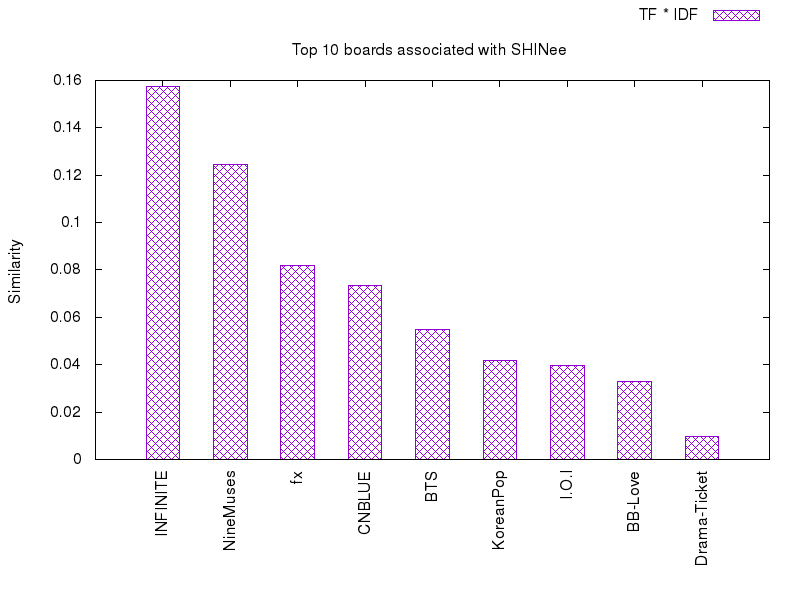 TF * IDF
Top 10 boards associated with SHINee
Similarity
0.16
0.14
0.12
0.1
0.08
0.06
0.04
0.02
0
INFINITE
NineMuses
fx
CNBLUE
BTS
KoreanPop
I.O.I
BB-Love
Drama-Ticket